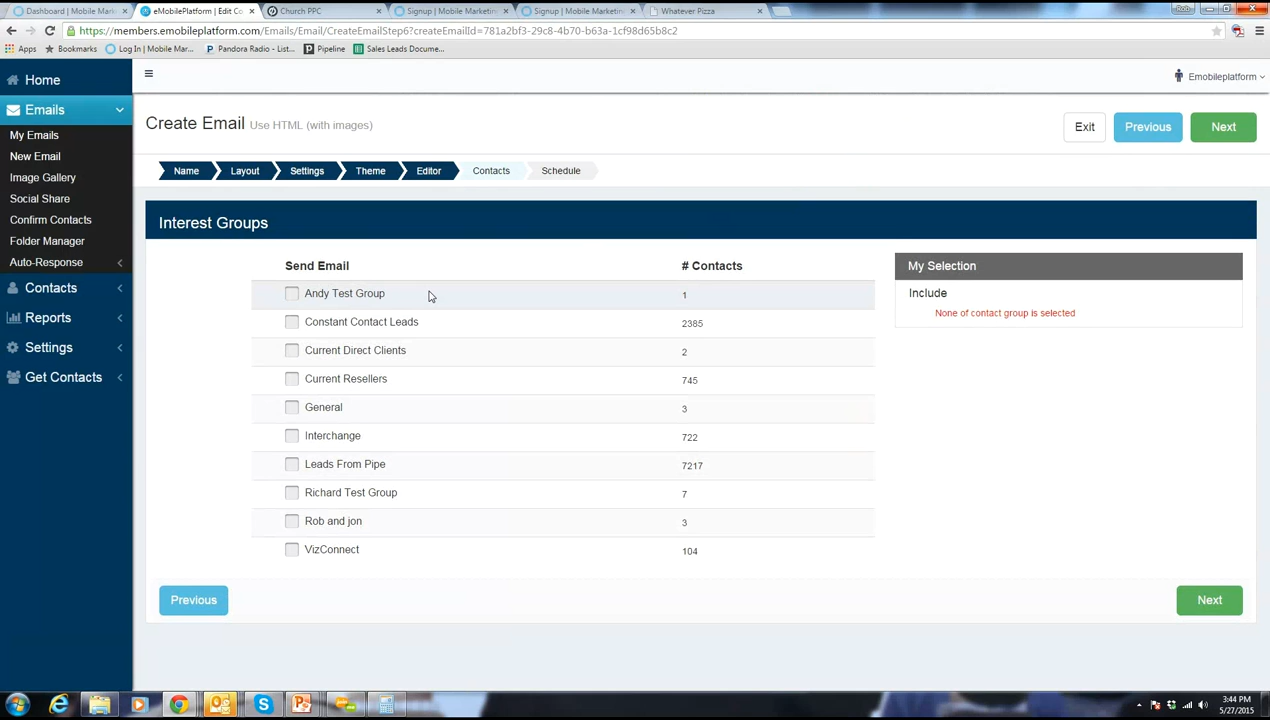 Dashboard | Mobile Mark
eMobilePlatform | Edit Co
Church PPC
Signup | Mobile Marketing
Signup | Mobile Marketing
Whatever Pizza
Rob
https://members.emobileplatform.com/Emails/Email/CreateEmailStep6?createEmailId=781a2bf3-29c8-4b70-b63a-1cf98d65b8c2
Apps
Bookmarks
Log In | Mobile Mar...
Pandora Radio - List...
Pipeline
Sales Leads Docume...
Home
Emobileplatform
Emails
My Emails
New Email
Image Gallery
Social Share
Confirm Contacts
Folder Manager
Auto-Response
Contacts
Reports
Settings
Get Contacts
Create Email Use HTML (with images)
Exit
Previous
Next
Name
Layout
Settings
Theme
Editor
Contacts
Schedule
Interest Groups
Send Email # Contacts
Andy Test Group 1
Constant Contact Leads 2385
Current Direct Clients 2
Current Resellers 745
General 3
Interchange 722
Leads From Pipe 7217
Richard Test Group 7
Rob and jon 3
VizConnect 104
My Selection
Include
None of contact group is selected
Previous
Next
3:44 PM
5/27/2015